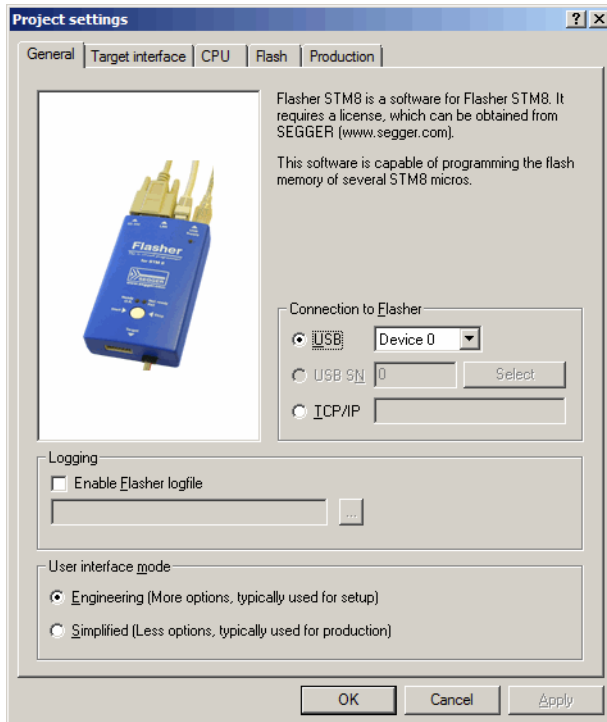 Project settings
General
Target interface
CPU
Flash
Production
Flasher STM8 is a software for Flasher STM8. It
requires a license, which can be obtained from
SEGGER (www.segger.com).
This software is capable of programming the flash
memory of several STM8 micros.
Flasher
for STM 8
SEGGER
Connection to Flasher
USB
Device 0
USB SN
0
Select
TCP/IP
Logging
Enable Flasher logfile
...
User interface mode
Engineering (More options, typically used for setup)
Simplified (Less options, typically used for production)
OK
Cancel
Apply